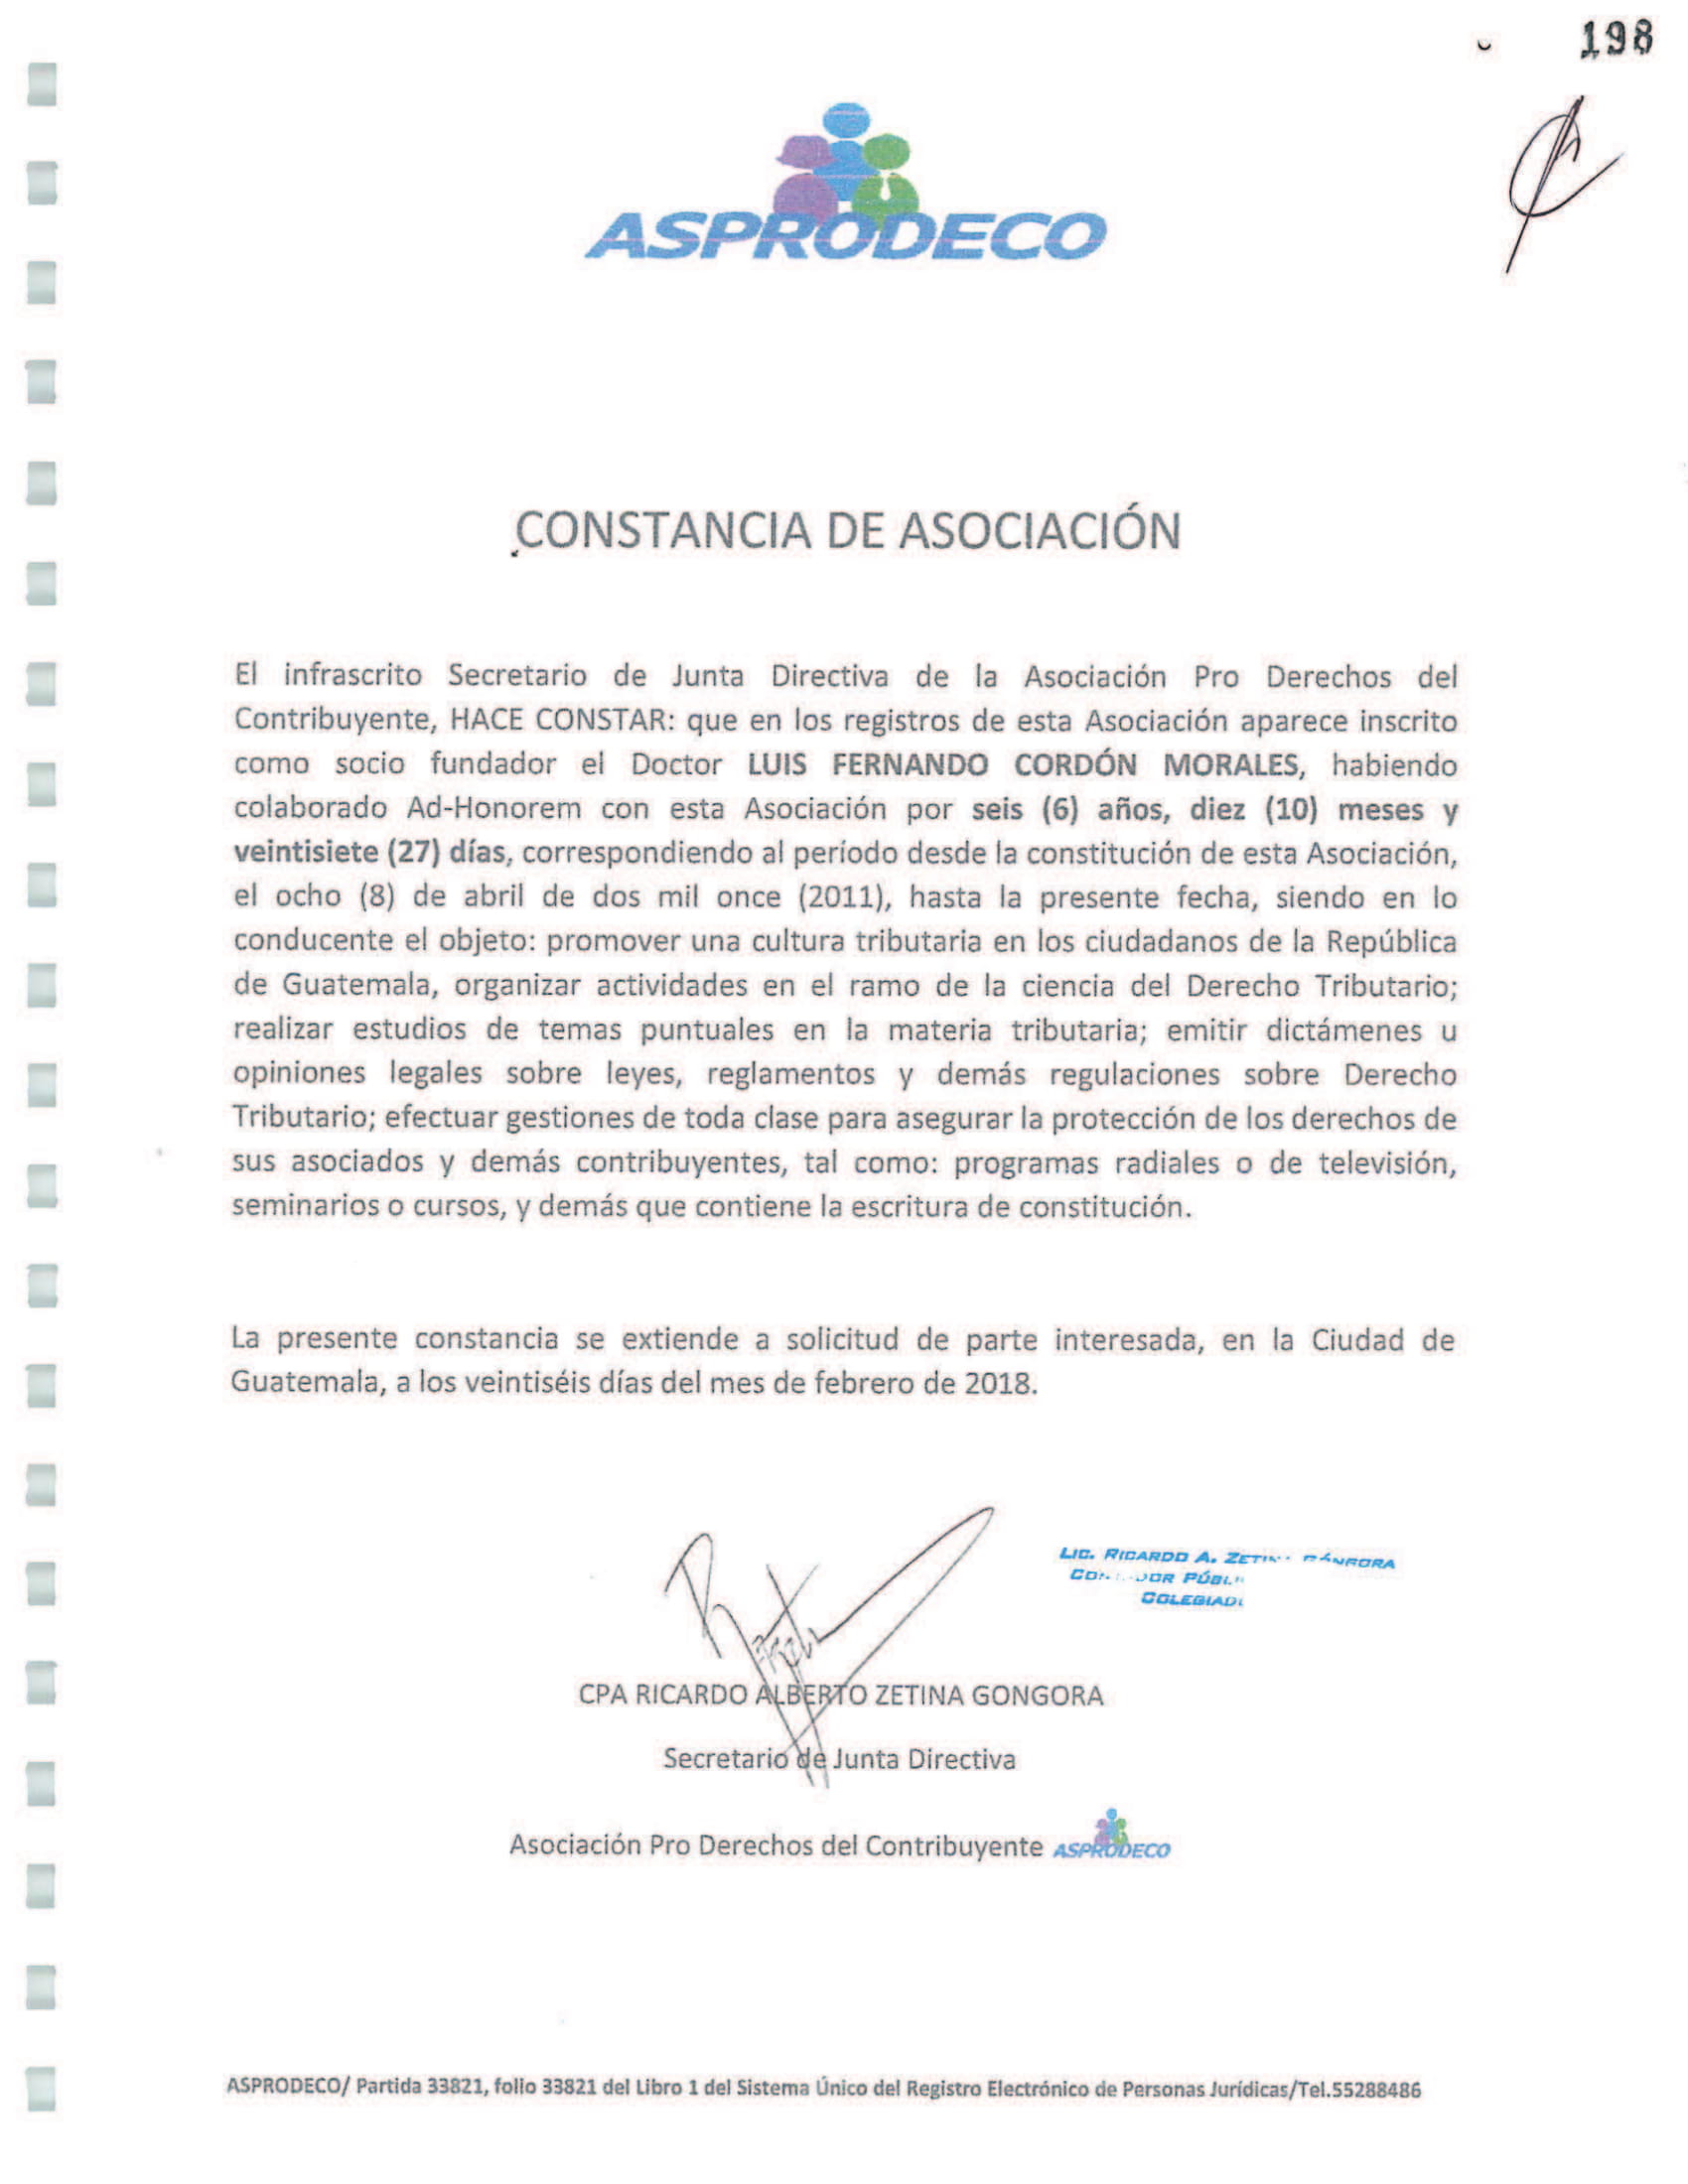 198
ASPRODECO
CONSTANCIA DE ASOCIACIÓN
El infrascrito Secretario de Junta Directiva de la Asociación Pro Derechos del
Contribuyente, HACE CONSTAR: que en los registros de esta Asociación aparece inscrito
como socio fundador el Doctor LUIS FERNANDO CORDÓN MORALES, habiendo
colaborado Ad-Honorem con esta Asociación por seis (6) años, diez (10) meses y
veintisiete (27) días, correspondiendo al período desde la constitución de esta Asociación,
el ocho (8) de abril de dos mil once (2011), hasta la presente fecha, siendo en lo
conducente el objeto: promover una cultura tributaria en los ciudadanos de la República
de Guatemala, organizar actividades en el ramo de la ciencia del Derecho Tributario;
realizar estudios de temas puntuales en la materia tributaria; emitir dictámenes u
opiniones legales sobre leyes, reglamentos y demás regulaciones sobre Derecho
Tributario; efectuar gestiones de toda clase para asegurar la protección de los derechos de
sus asociados y demás contribuyentes, tal como: programas radiales o de televisión,
seminarios o cursos, y demás que contiene la escritura de constitución.
La presente constancia se extiende a solicitud de parte interesada, en la Ciudad de
Guatemala, a los veintiséis días del mes de febrero de 2018.
LIC. RICARDO A.
CPA RICARDO ALBERTO ZETINA GONGORA
Secretario de Junta Directiva
Asociación Pro Derechos del Contribuyente ASPRODECO
ASPRODECO/ Partida 33821, folio 33821 del Libro 1 del Sistema Único del Registro Electrónico de Personas Jurídicas/Tel.55288486